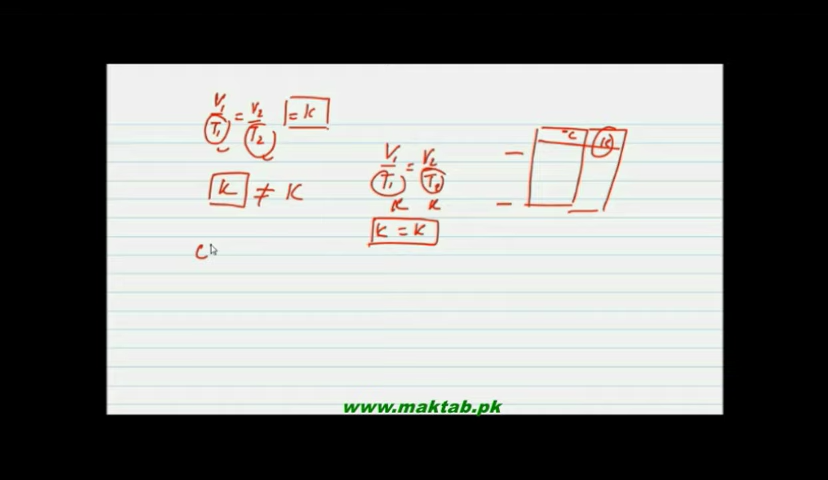 V₁/T₁ = V₂/T₂ = k
k ≠ K
V₁/T₁ = V₂/T₂
K K
K = K
°C K
C
www.maktab.pk